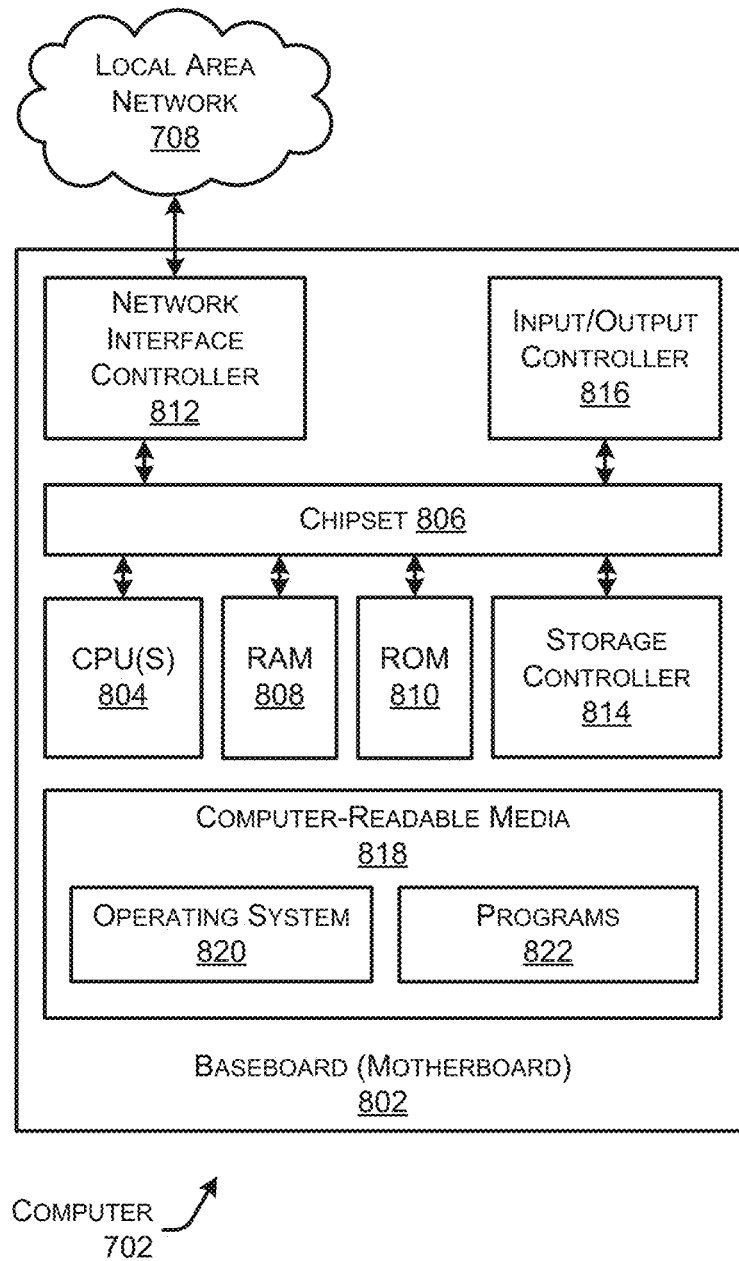 LOCAL AREA
NETWORK
708
NETWORK
INTERFACE
CONTROLLER
812
INPUT/OUTPUT
CONTROLLER
816
CHIPSET 806
CPU(S)
804
RAM
808
ROM
810
STORAGE
CONTROLLER
814
COMPUTER-READABLE MEDIA
818
OPERATING SYSTEM
820
PROGRAMS
822
BASEBOARD (MOTHERBOARD)
802
COMPUTER
702